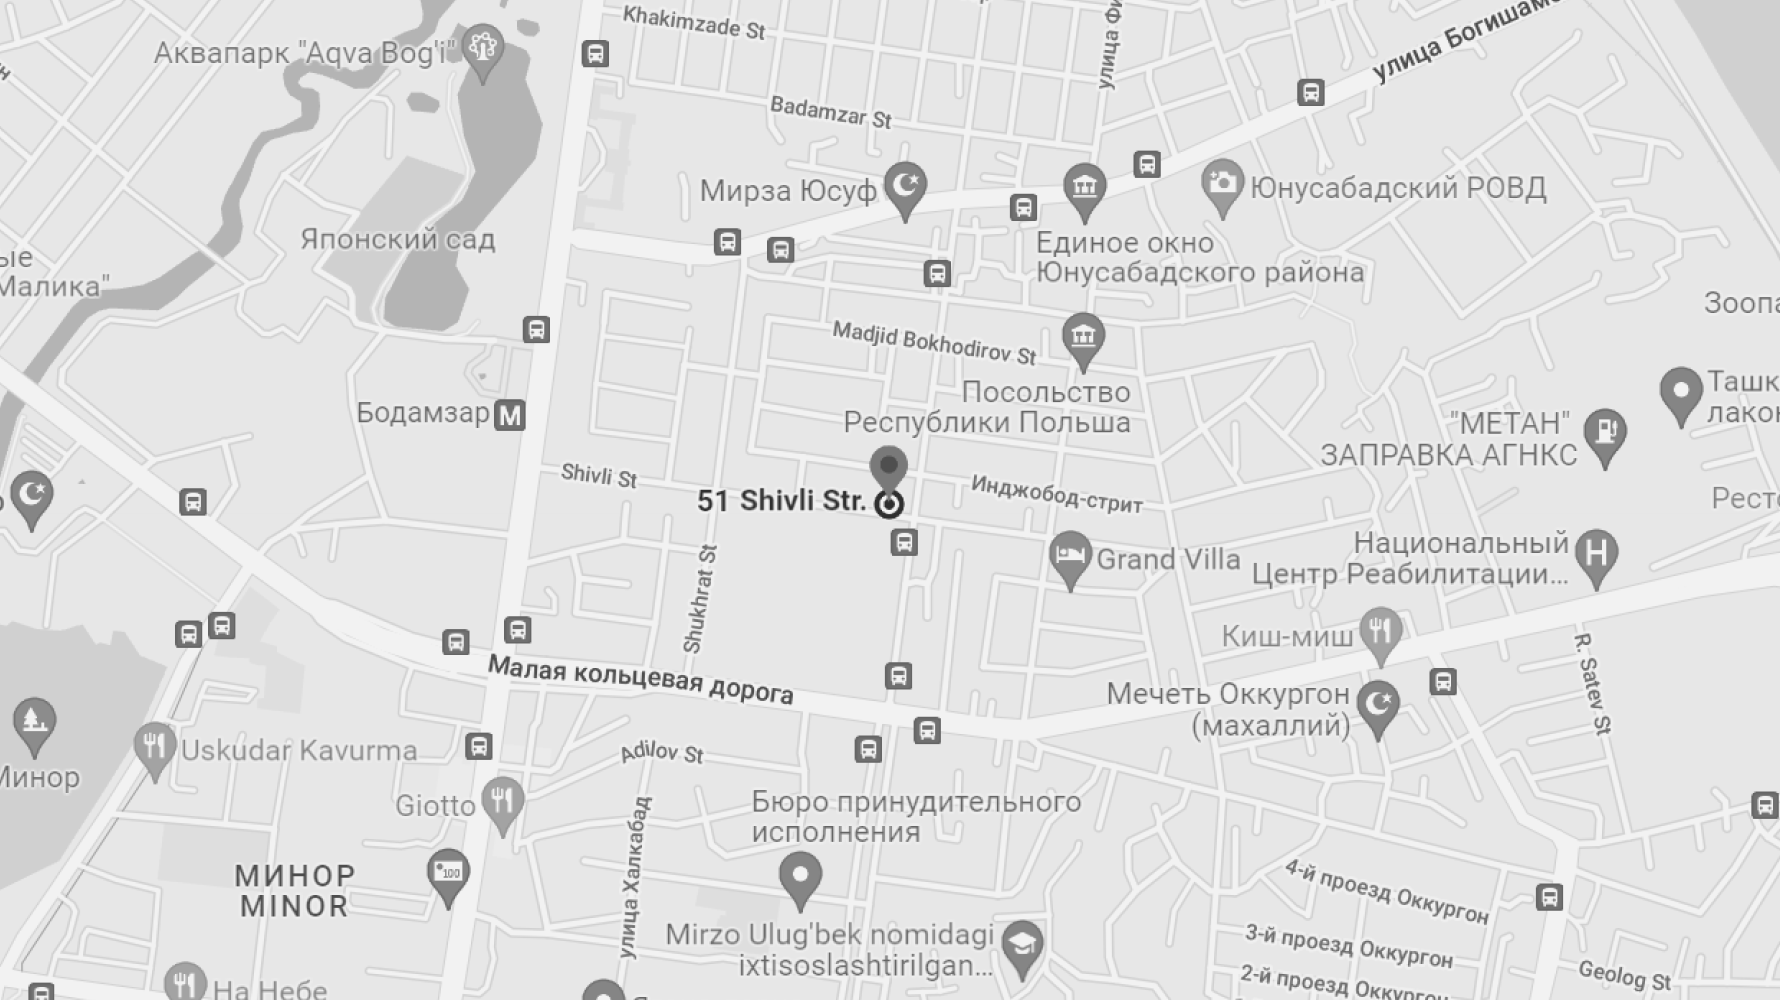 Khakimzade St
улица Богишамол
Аквапарк "Aqva Bog'i"
Badamzar St
Мирза Юсуф
Юнусабадский РОВД
Японский сад
Единое окно
Юнусабадского района
ые
Малика"
Зоопа
Madjid Bokhodirov St
Посольство
Республики Польша
Ташк
лакок
Бодамзар M
"МЕТАН"
ЗАПРАВКА АГНКС
Shivli St
51 Shivli Str.
Инджобод-стрит
Ресто
Grand Villa
Национальный
Центр Реабилитации...
H
Shukhrat St
Киш-миш
R. Satev St
Малая кольцевая дорога
Мечеть Оккургон
(махаллий)
Uskudar Kavurma
Adilov St
Минор
Giotto
Бюро принудительного
исполнения
улица Халкабад
100
МИНОР
MINOR
4-й проезд Оккургон
Mirzo Ulug'bek nomidagi
ixtisoslashtirilgan...
3-й проезд Оккургон
2-й проезд Оккургон
Geolog St
На Небе